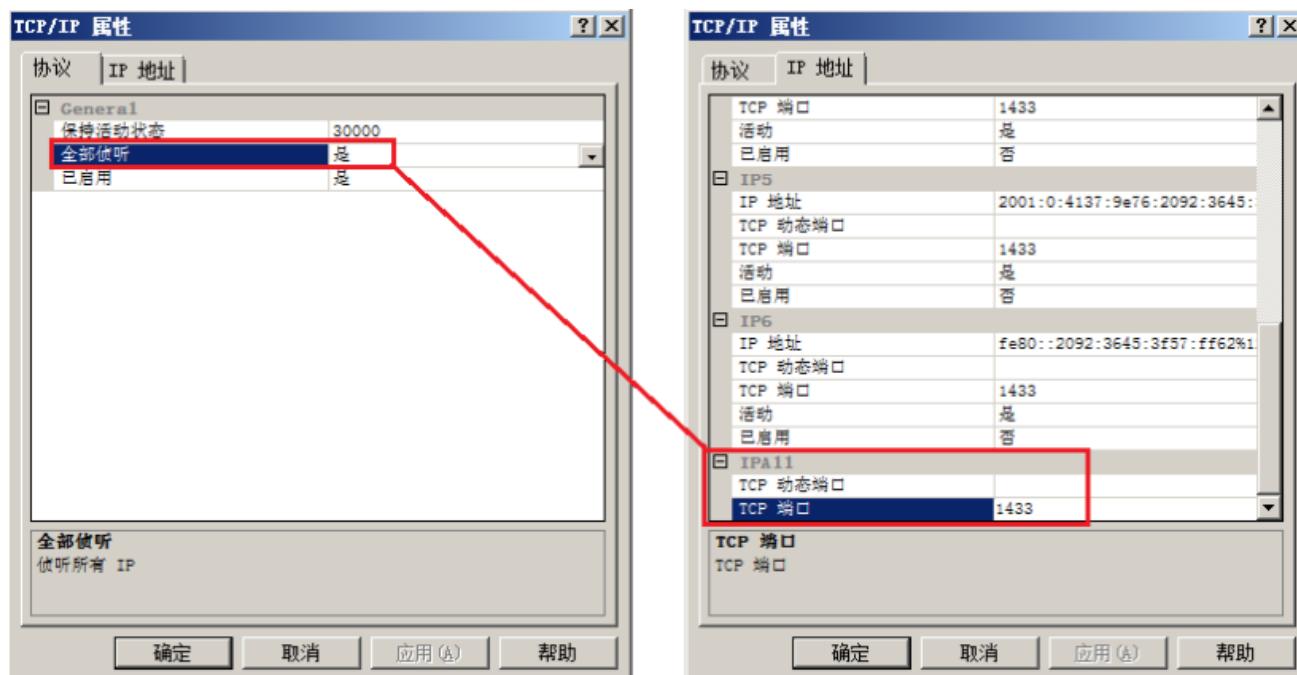 TCP/IP 属性
协议 IP 地址
General
保持活动状态 30000
全部侦听 是
已启用 是
全部侦听
侦听所有 IP
确定 取消 应用(A) 帮助
TCP/IP 属性
协议 IP 地址
TCP 端口 1433
活动 是
已启用 否
IP5
IP 地址 2001:0:4137:9e76:2092:3645:
TCP 动态端口
TCP 端口 1433
活动 是
已启用 否
IP6
IP 地址 fe80::2092:3645:3f57:ff62%1
TCP 动态端口
TCP 端口 1433
活动 是
已启用 否
IPAll
TCP 动态端口
TCP 端口 1433
TCP 端口
TCP 端口
确定 取消 应用(A) 帮助